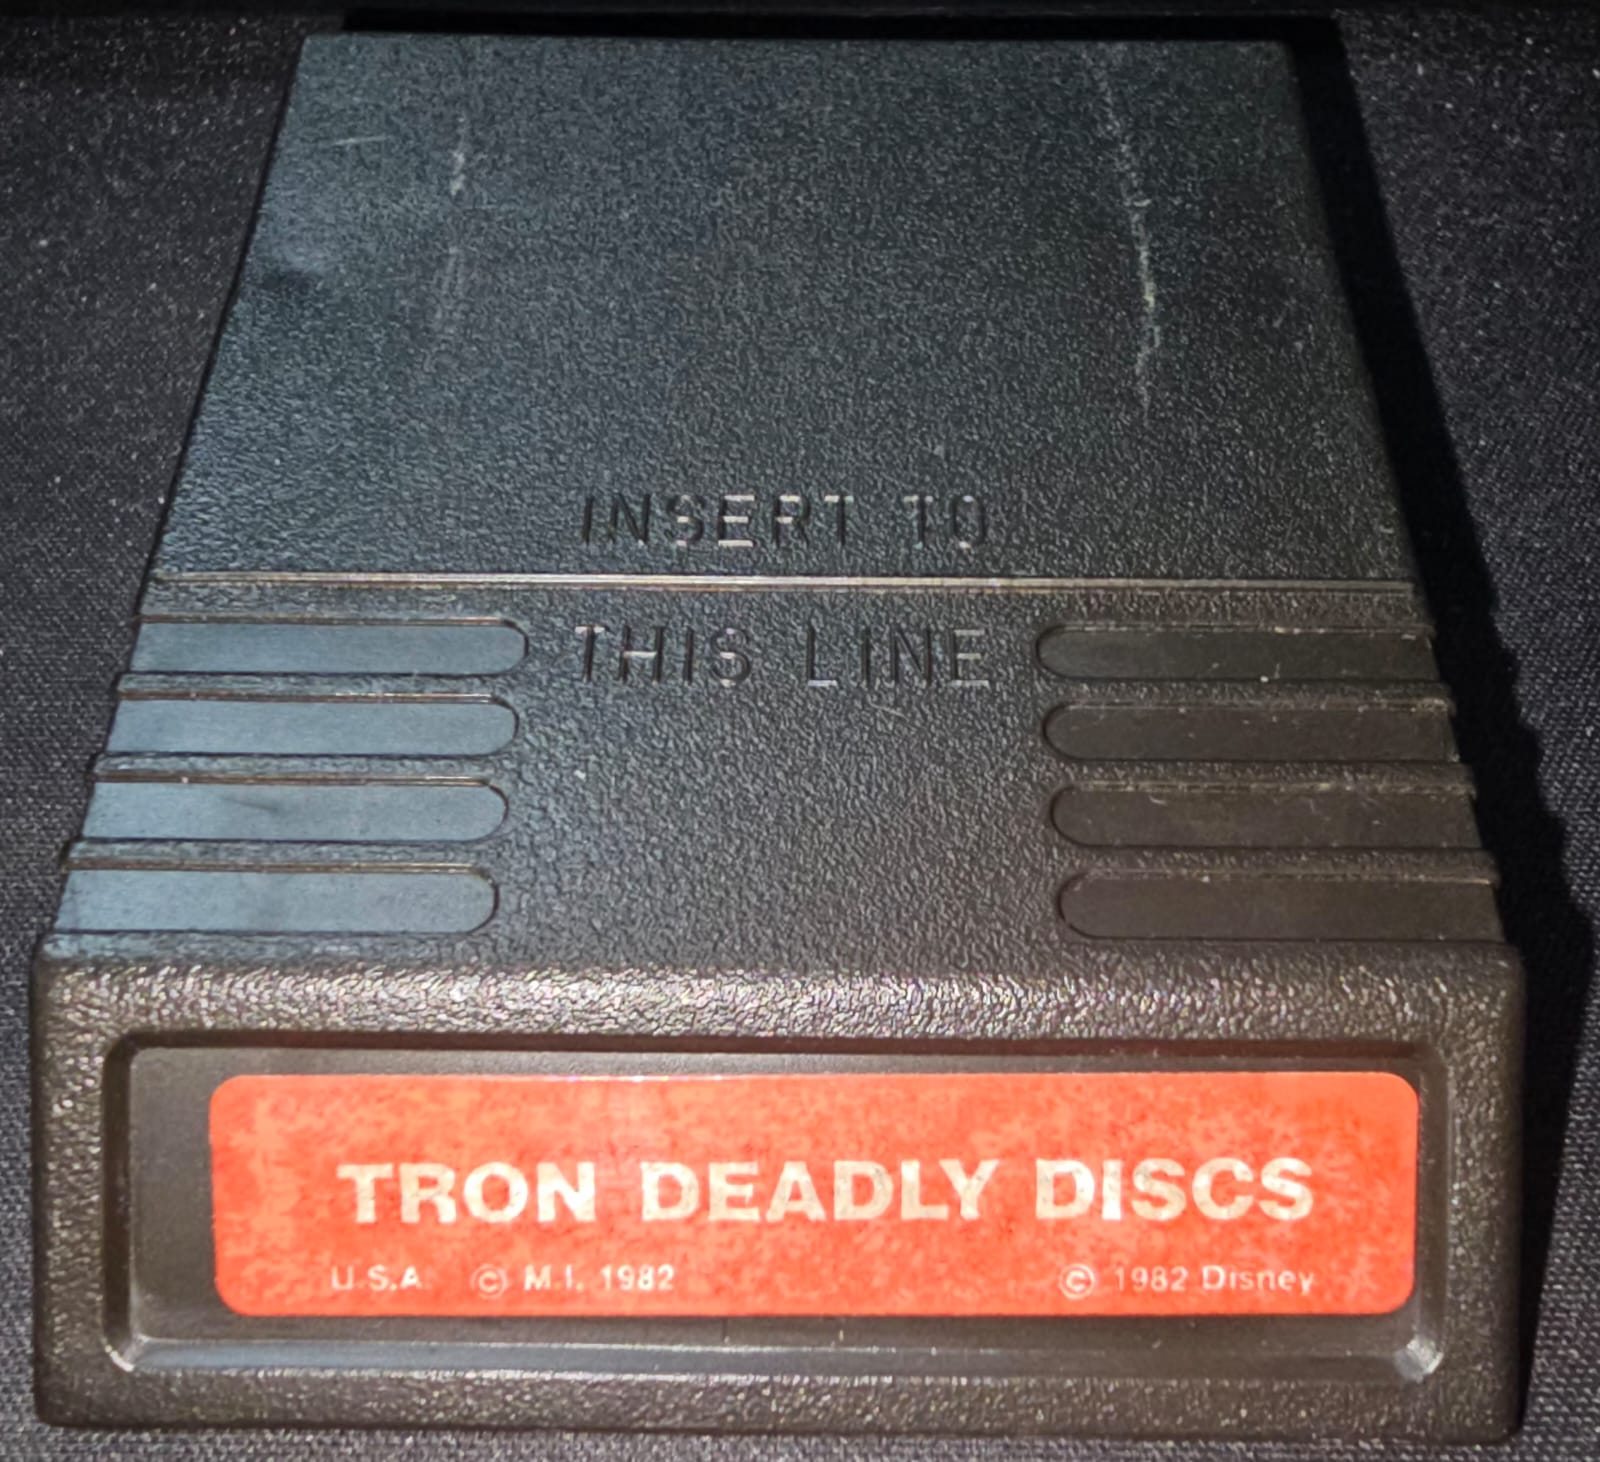 INSERT TO
THIS LINE
TRON DEADLY DISCS
U.S.A. © M.I. 1982 © 1982 Disney